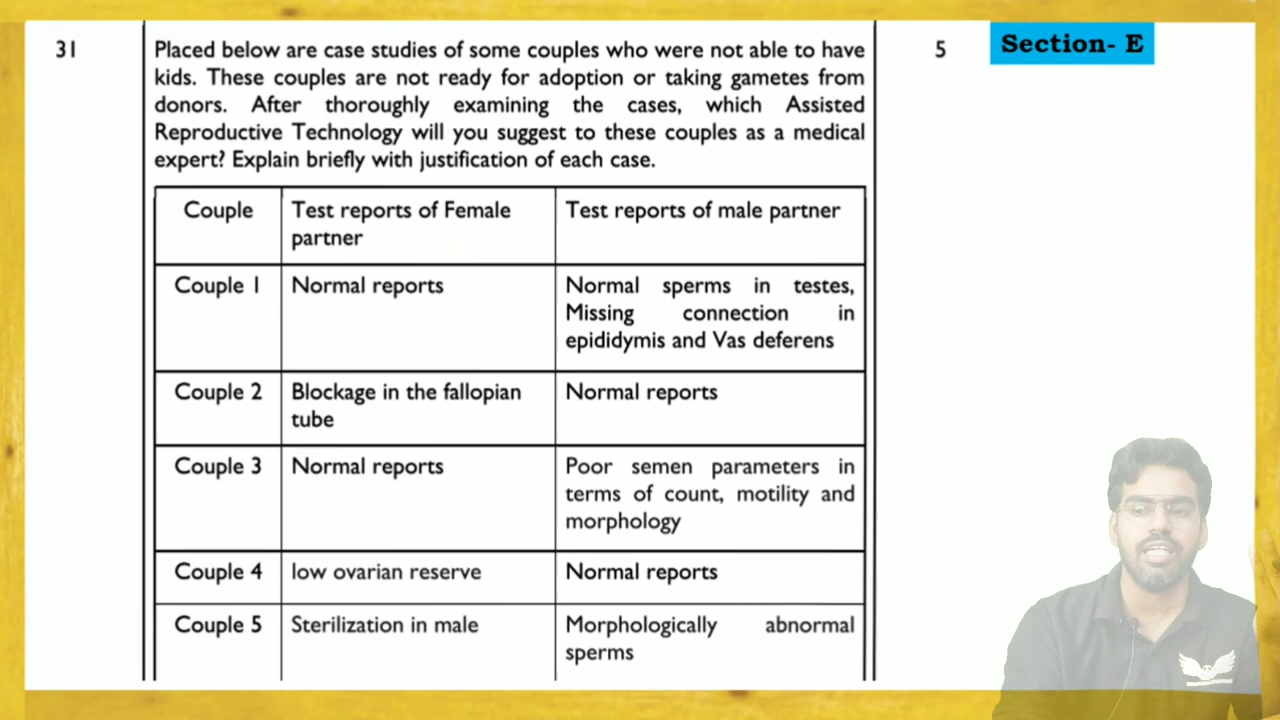 31
Placed below are case studies of some couples who were not able to have
kids. These couples are not ready for adoption or taking gametes from
donors. After thoroughly examining the cases, which Assisted
Reproductive Technology will you suggest to these couples as a medical
expert? Explain briefly with justification of each case.
5
Section- E
Couple
Test reports of Female
partner
Test reports of male partner
Couple 1
Normal reports
Normal sperms in testes,
Missing connection in
epididymis and Vas deferens
Couple 2
Blockage in the fallopian
tube
Normal reports
Couple 3
Normal reports
Poor semen parameters in
terms of count, motility and
morphology
Couple 4
low ovarian reserve
Normal reports
Couple 5
Sterilization in male
Morphologically abnormal
sperms